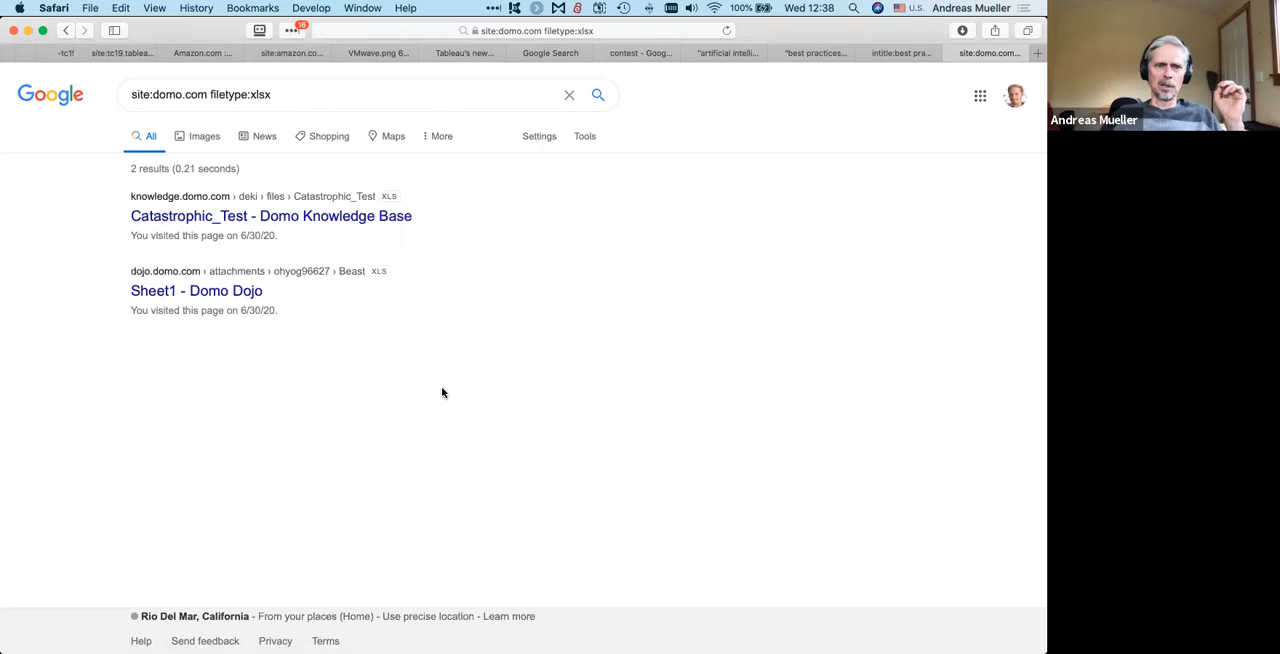 Safari File Edit View History Bookmarks Develop Window Help 100% Wed 12:38 U.S. Andreas Mueller
16
site:domo.com filetype:xlsx
-tc1! site:tc19.tablea... Amazon.com :... site:amazon.co... VMwave.png 6... Tableau's new... Google Search contest - Goog... "artificial intelli... "best practices... intitle:best pra... site:domo.com...
Google site:domo.com filetype:xlsx
All Images News Shopping Maps More Settings Tools
2 results (0.21 seconds)
knowledge.domo.com › deki › files › Catastrophic_Test XLS
Catastrophic_Test - Domo Knowledge Base
You visited this page on 6/30/20.
dojo.domo.com › attachments › ohyog96627 › Beast XLS
Sheet1 - Domo Dojo
You visited this page on 6/30/20.
Rio Del Mar, California - From your places (Home) - Use precise location - Learn more
Help Send feedback Privacy Terms
Andreas Mueller